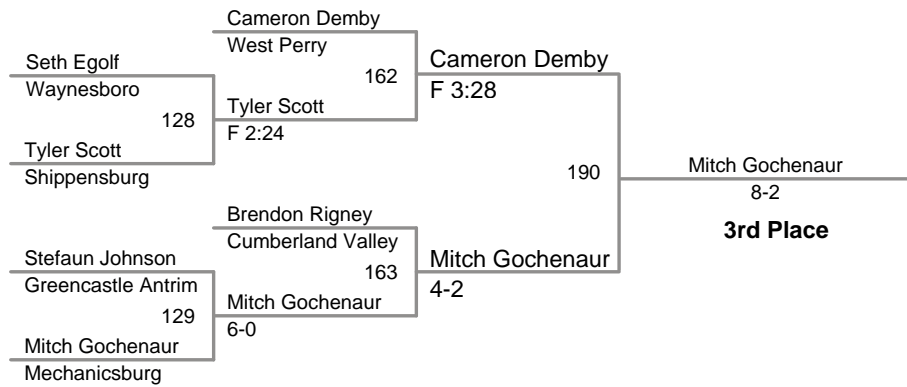 Cameron Demby
West Perry
Seth Egolf
Waynesboro
162
Cameron Demby
F 3:28
128
Tyler Scott
F 2:24
Tyler Scott
Shippensburg
190
Mitch Gochenaur
8-2
3rd Place
Brendon Rigney
Cumberland Valley
Stefaun Johnson
Greencastle Antrim
163
Mitch Gochenaur
4-2
129
Mitch Gochenaur
6-0
Mitch Gochenaur
Mechanicsburg